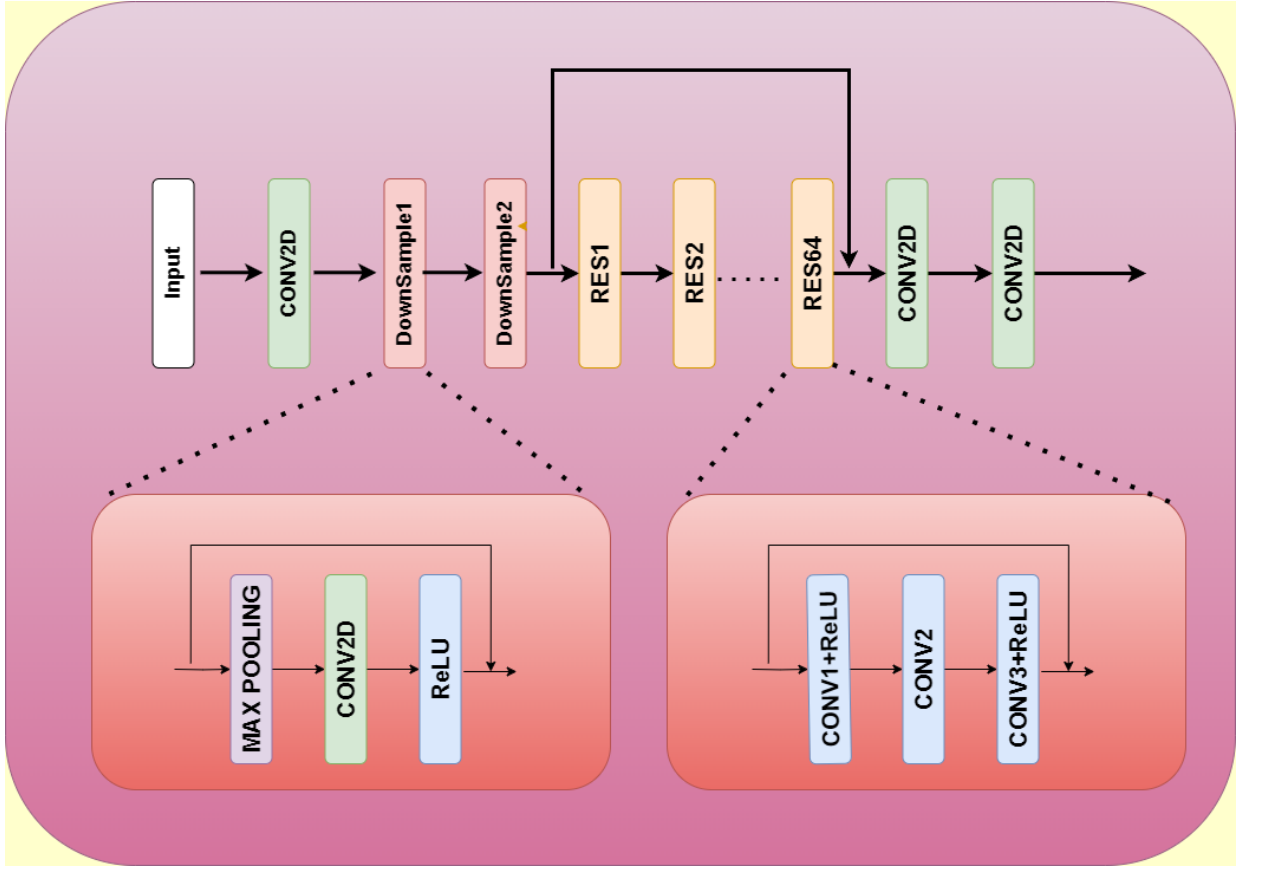 Input
CONV2D
DownSample1
DownSample2
RES1
RES2
.....
RES64
CONV2D
CONV2D
MAX POOLING
CONV2D
ReLU
CONV1+ReLU
CONV2
CONV3+ReLU